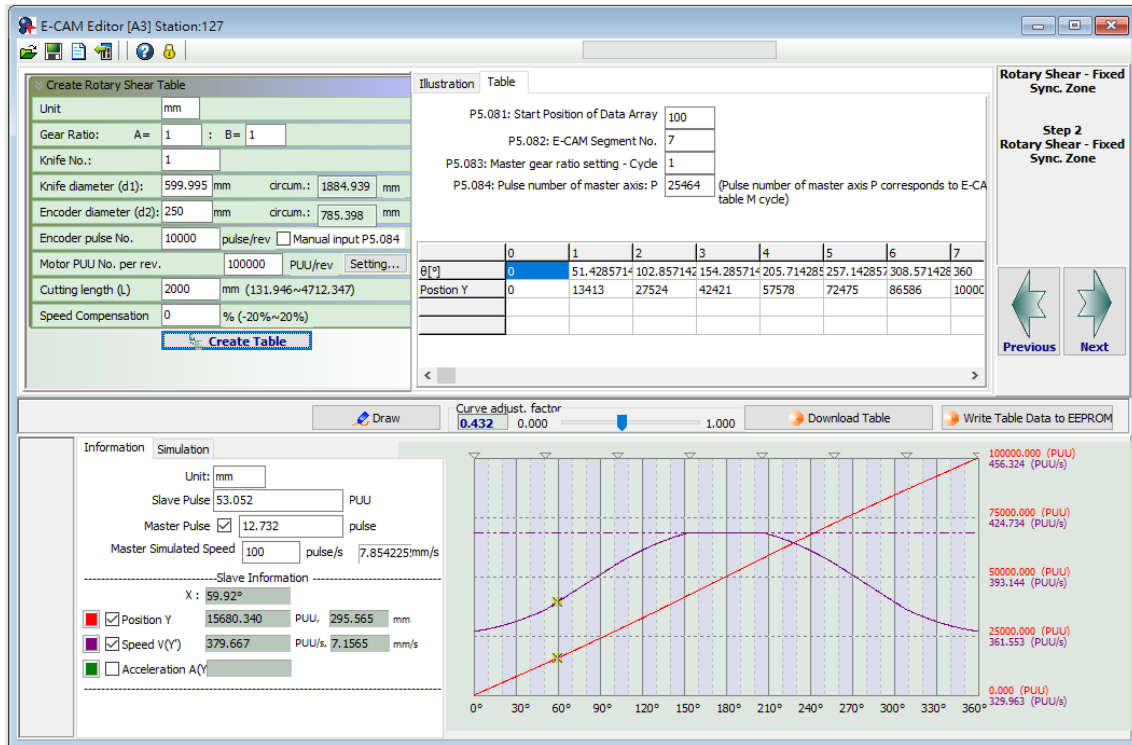 E-CAM Editor [A3] Station:127
Create Rotary Shear Table
Unit mm
Gear Ratio: A= 1 : B= 1
Knife No.: 1
Knife diameter (d1): 599.995 mm circum.: 1884.939 mm
Encoder diameter (d2): 250 mm circum.: 785.398 mm
Encoder pulse No. 10000 pulse/rev Manual input P5.084
Motor PUU No. per rev. 100000 PUU/rev Setting...
Cutting length (L) 2000 mm (131.946~4712.347)
Speed Compensation 0 % (-20%~20%)
Create Table
Illustration Table
P5.081: Start Position of Data Array 100
P5.082: E-CAM Segment No. 7
P5.083: Master gear ratio setting - Cycle 1
P5.084: Pulse number of master axis: P 25464 (Pulse number of master axis P corresponds to E-CA
table M cycle)
0 1 2 3 4 5 6 7
θ[°] 0 51.4285714 102.857142 154.285714 205.714285 257.142857 308.571428 360
Postion Y 0 13413 27524 42421 57578 72475 86586 10000
Rotary Shear - Fixed
Sync. Zone
Step 2
Rotary Shear - Fixed
Sync. Zone
Previous Next
Draw
Curve adjust. factor
0.432 0.000 1.000
Download Table
Write Table Data to EEPROM
Information Simulation
Unit: mm
Slave Pulse 53.052 PUU
Master Pulse 12.732 pulse
Master Simulated Speed 100 pulse/s 7.854225 mm/s
Slave Information
X : 59.92°
Position Y 15680.340 PUU, 295.565 mm
Speed V(Y') 379.667 PUU/s, 7.1565 mm/s
Acceleration A(Y
100000.000 (PUU)
456.324 (PUU/s)
75000.000 (PUU)
424.734 (PUU/s)
50000.000 (PUU)
393.144 (PUU/s)
25000.000 (PUU)
361.553 (PUU/s)
0.000 (PUU)
329.963 (PUU/s)
0° 30° 60° 90° 120° 150° 180° 210° 240° 270° 300° 330° 360°